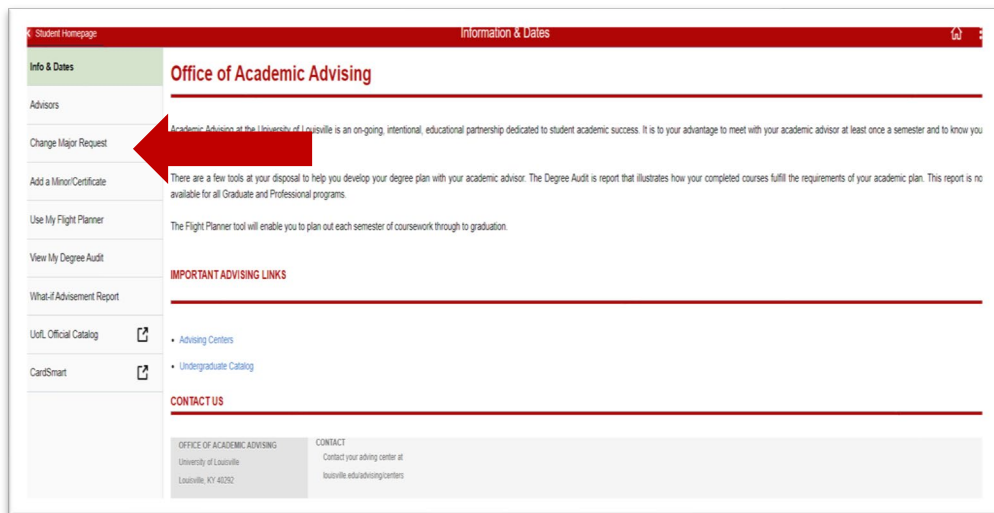 Student Homepage
Information & Dates
Info & Dates
Advisors
Change Major Request
Add a Minor/Certificate
Use My Flight Planner
View My Degree Audit
What-if Advisement Report
UofL Official Catalog
CardSmart
Office of Academic Advising
Academic Advising at the University of Louisville is an on-going, intentional, educational partnership dedicated to student academic success. It is to your advantage to meet with your academic advisor at least once a semester and to know you
There are a few tools at your disposal to help you develop your degree plan with your academic advisor. The Degree Audit is report that illustrates how your completed courses fulfill the requirements of your academic plan. This report is no
available for all Graduate and Professional programs.
The Flight Planner tool will enable you to plan out each semester of coursework through to graduation.
IMPORTANT ADVISING LINKS
• Advising Centers
• Undergraduate Catalog
CONTACT US
OFFICE OF ACADEMIC ADVISING
University of Louisville
Louisville, KY 40292
CONTACT
Contact your adving center at
louisville.edu/advising/centers